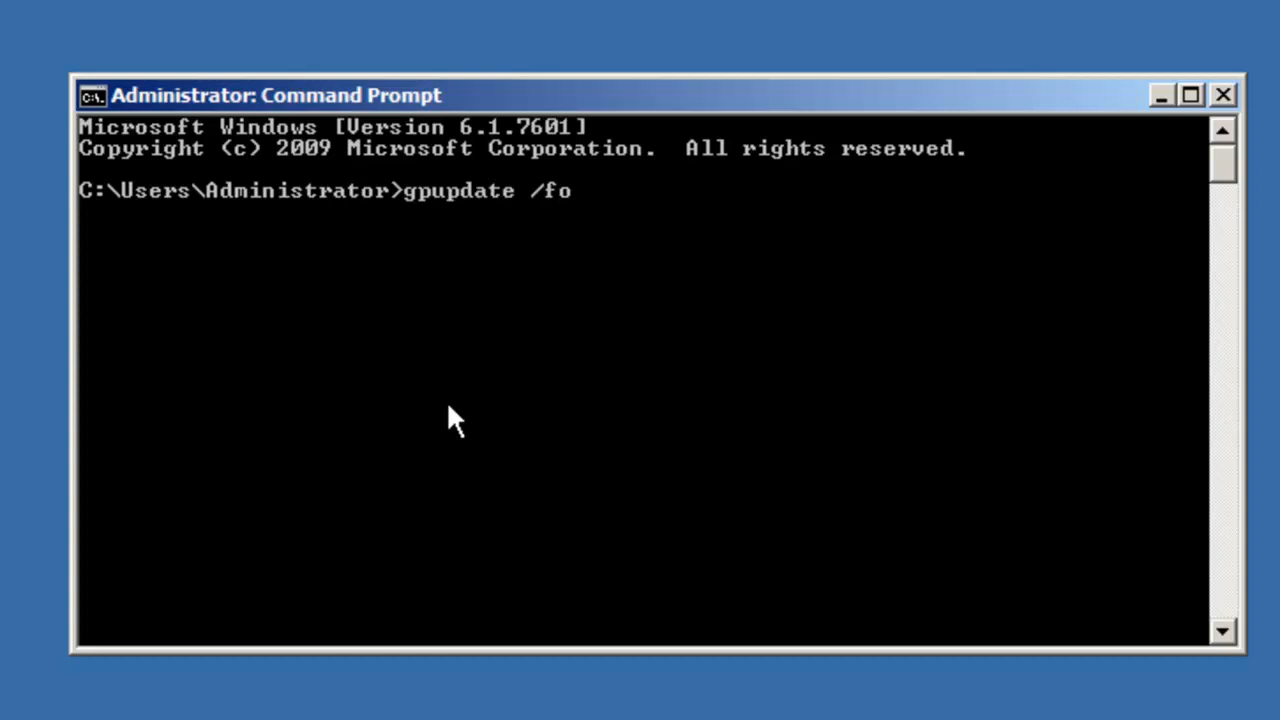 Administrator: Command Prompt
Microsoft Windows [Version 6.1.7601]
Copyright (c) 2009 Microsoft Corporation.  All rights reserved.
C:\Users\Administrator>gpupdate /fo